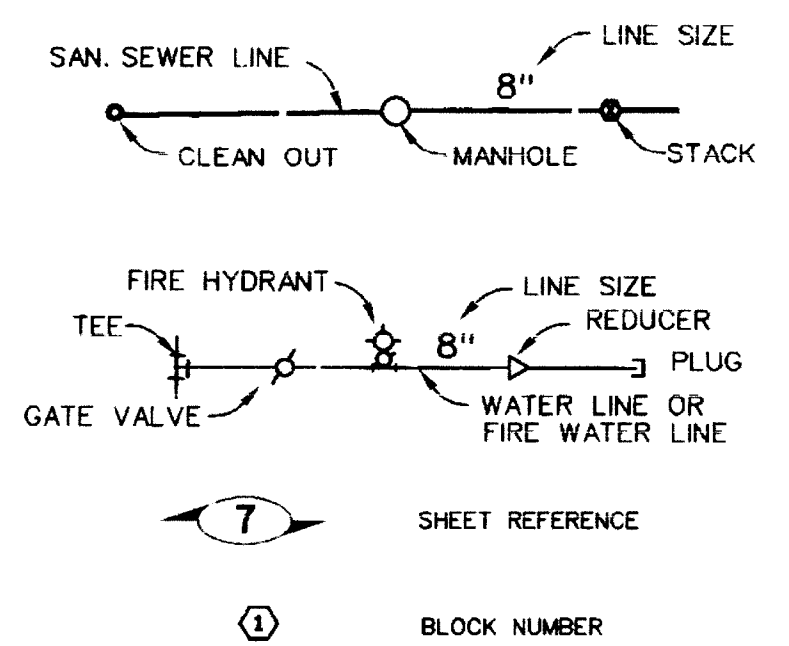 LINE SIZE
SAN. SEWER LINE
8"
CLEAN OUT
MANHOLE
STACK
FIRE HYDRANT
LINE SIZE
TEE
8"
REDUCER
PLUG
GATE VALVE
WATER LINE OR
FIRE WATER LINE
7
SHEET REFERENCE
1
BLOCK NUMBER